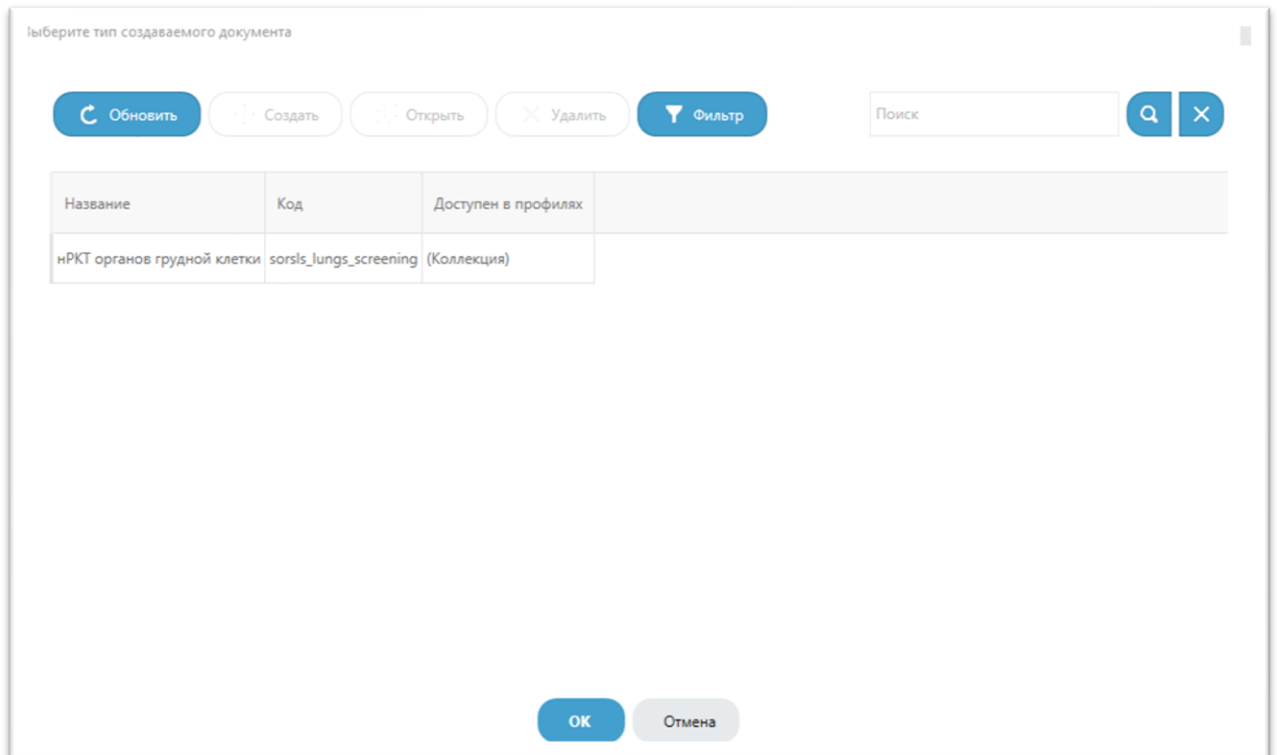 Выберите тип создаваемого документа
Обновить Создать Открыть Удалить Фильтр Поиск
Название Код Доступен в профилях
нРКТ органов грудной клетки sorsls_lungs_screening (Коллекция)
ОК Отмена